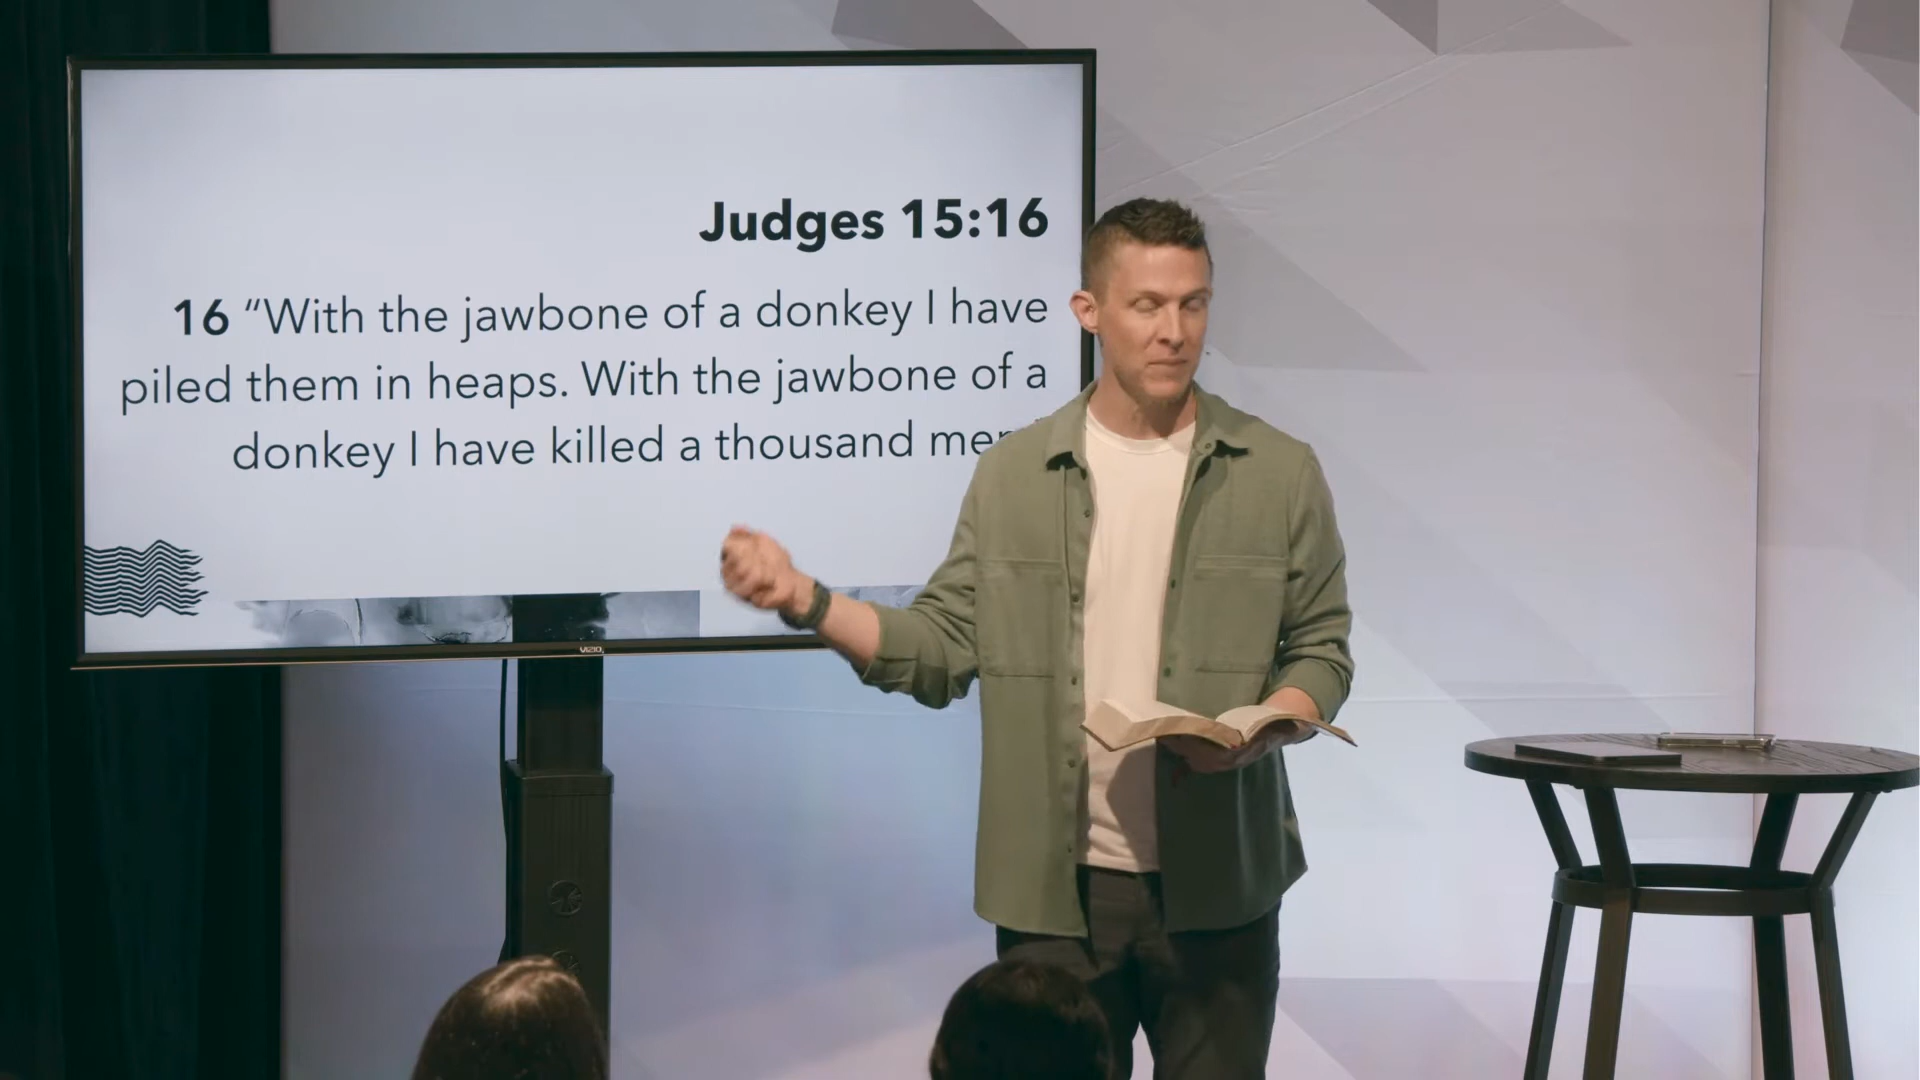 Judges 15:16
16 “With the jawbone of a donkey I have
piled them in heaps. With the jawbone of a
donkey I have killed a thousand
VIZIO